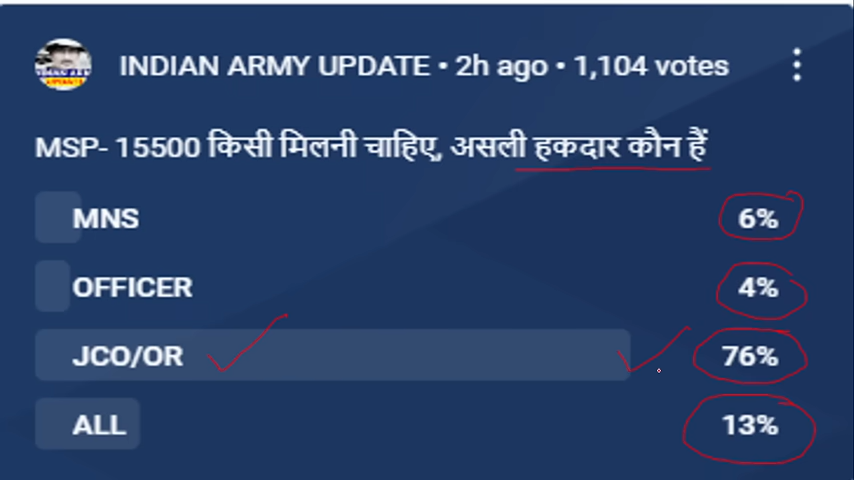 INDIAN ARMY UPDATE • 2h ago • 1,104 votes
MSP- 15500 किसी मिलनी चाहिए, असली हकदार कौन हैं
MNS 6%
OFFICER 4%
JCO/OR 76%
ALL 13%